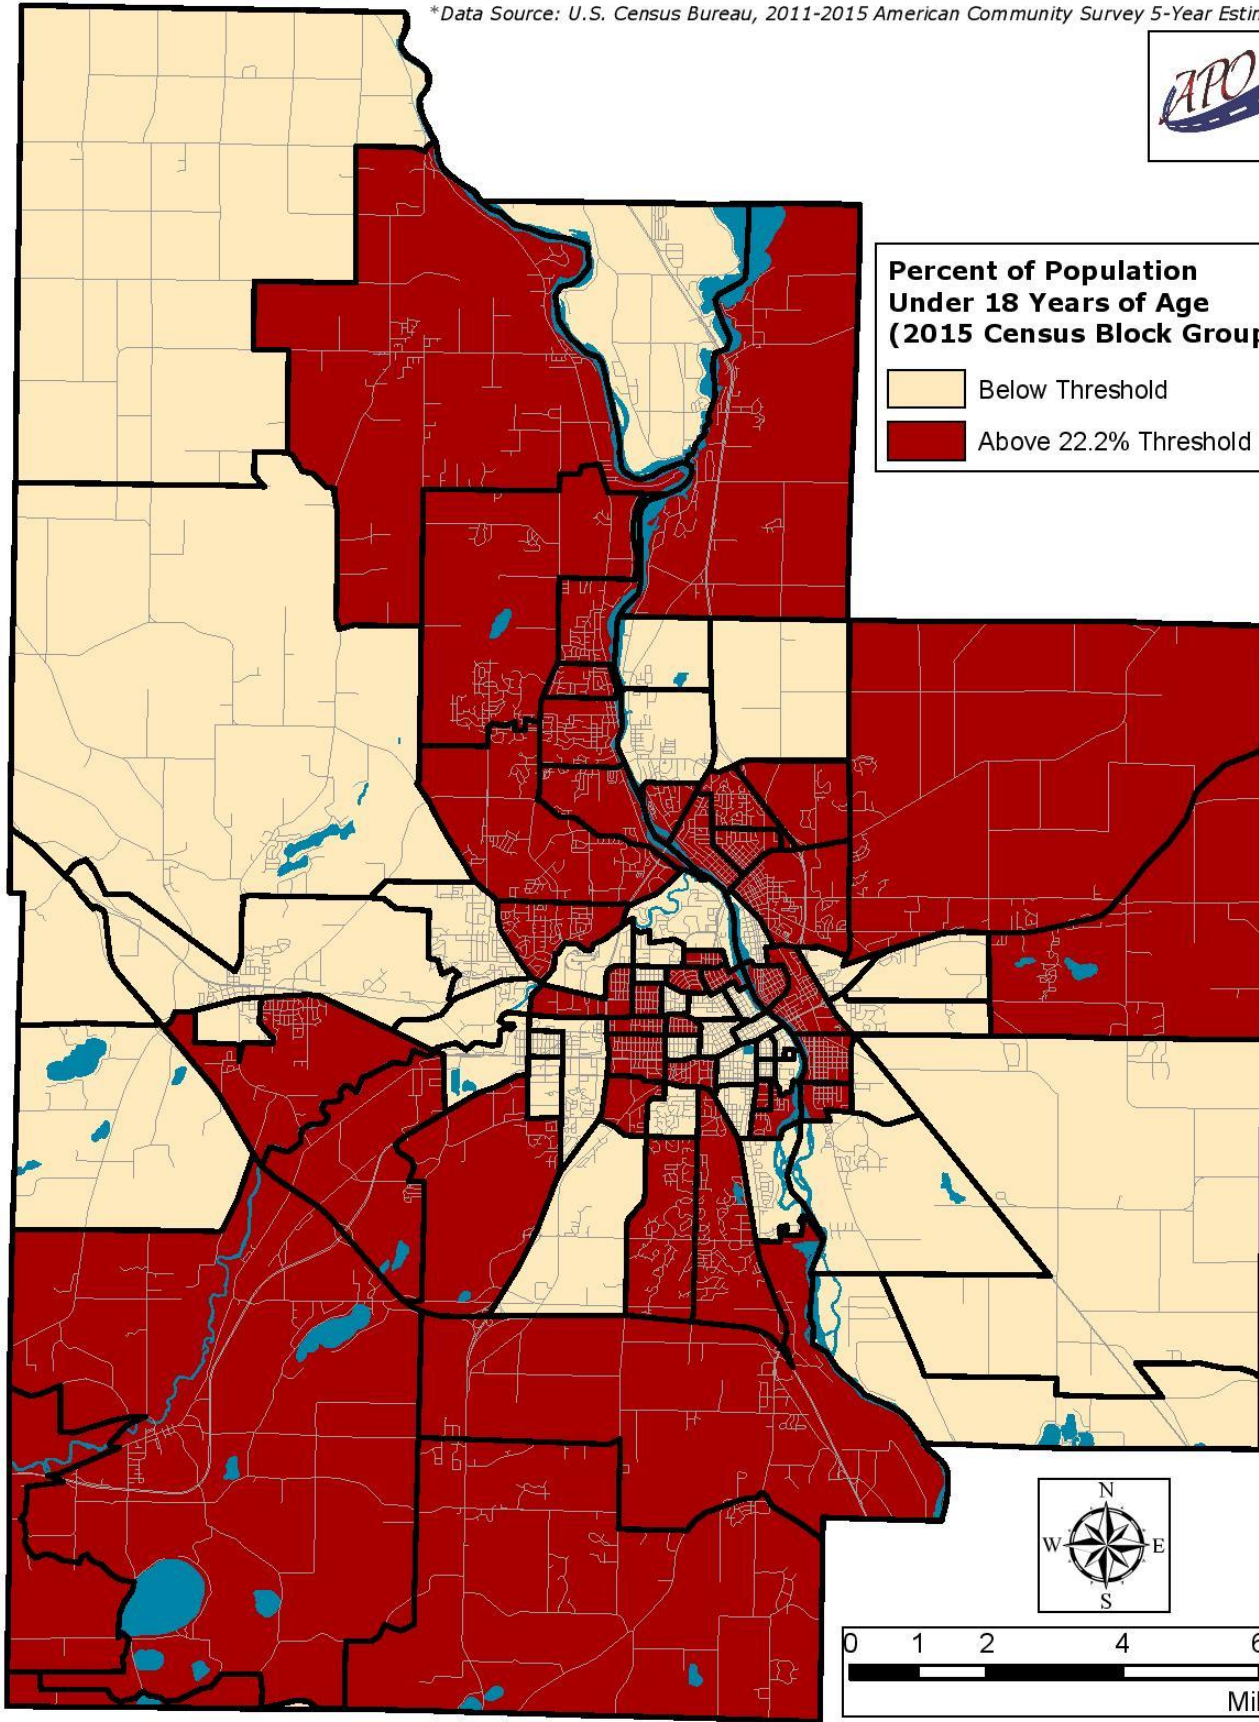 *Data Source: U.S. Census Bureau, 2011-2015 American Community Survey 5-Year Estim
APO
Percent of Population
Under 18 Years of Age
(2015 Census Block Group
Below Threshold
Above 22.2% Threshold
N
W E
S
0 1 2 4 6
Mil